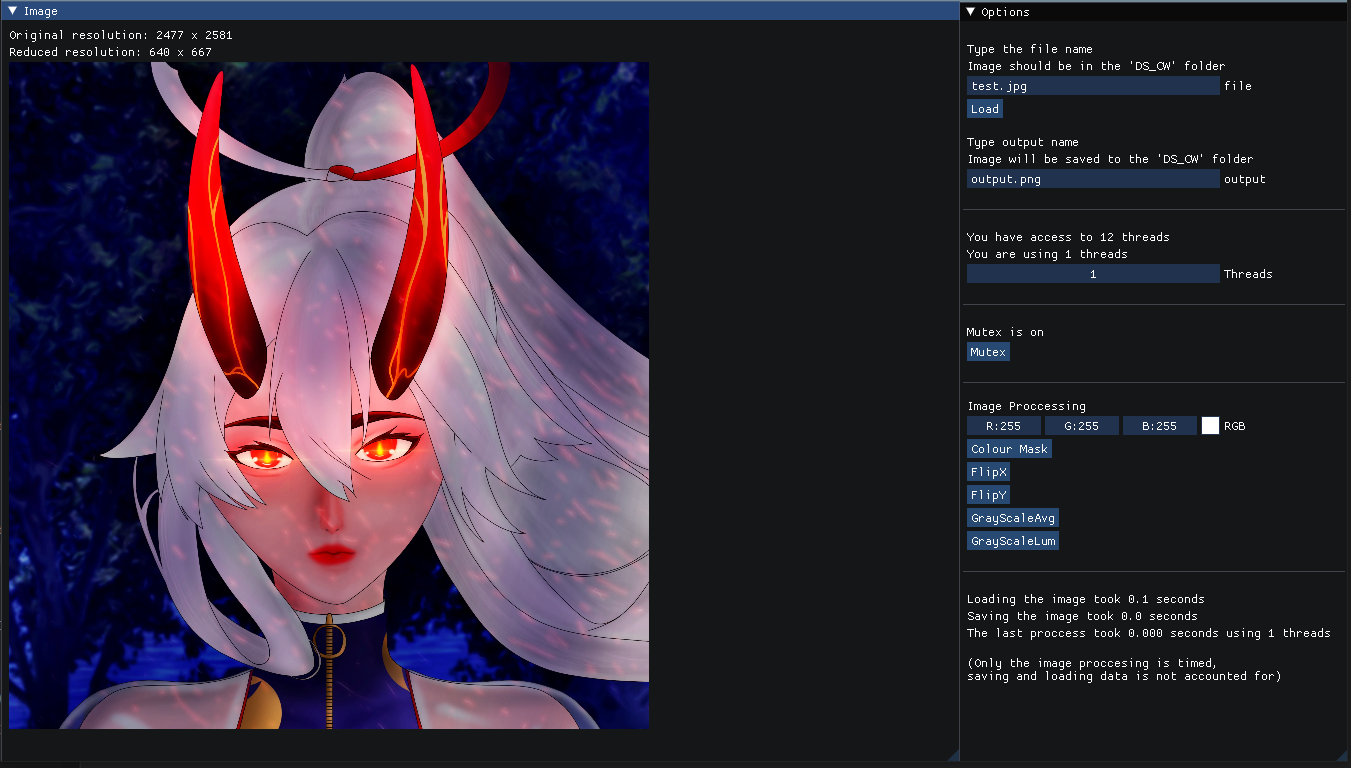 Image
Original resolution: 2477 x 2581
Reduced resolution: 640 x 667
Options
Type the file name
Image should be in the 'DS_CW' folder
test.jpg file
Load
Type output name
Image will be saved to the 'DS_CW' folder
output.png output
You have access to 12 threads
You are using 1 threads
1 Threads
Mutex is on
Mutex
Image Proccessing
R:255 G:255 B:255 RGB
Colour Mask
FlipX
FlipY
GrayScaleAvg
GrayScaleLum
Loading the image took 0.1 seconds
Saving the image took 0.0 seconds
The last proccess took 0.000 seconds using 1 threads
(Only the image proccesing is timed,
saving and loading data is not accounted for)